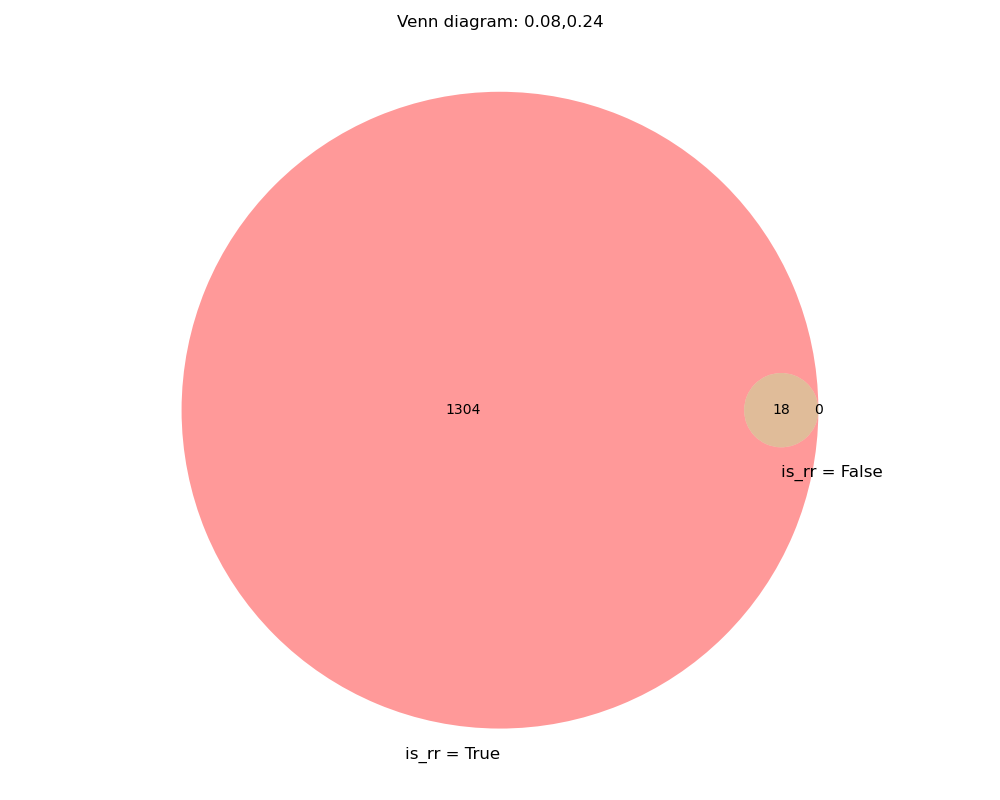 Venn diagram: 0.08,0.24
1304
18
0
is_rr = False
is_rr = True